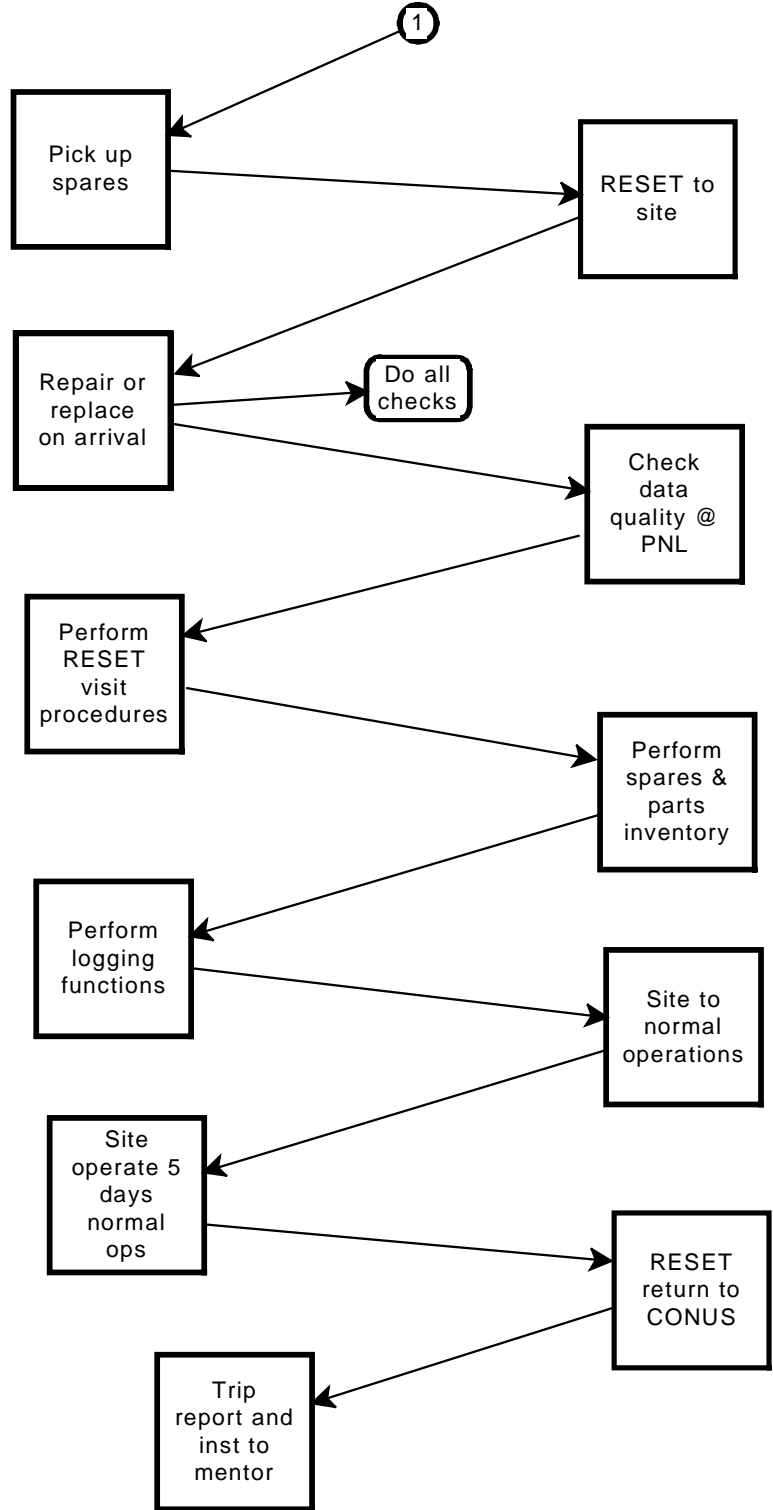 1
Pick up
spares
RESET to
site
Repair or
replace
on arrival
Do all
checks
Check
data
quality @
PNL
Perform
RESET
visit
procedures
Perform
spares &
parts
inventory
Perform
logging
functions
Site to
normal
operations
Site
operate 5
days
normal
ops
RESET
return to
CONUS
Trip
report and
inst to
mentor